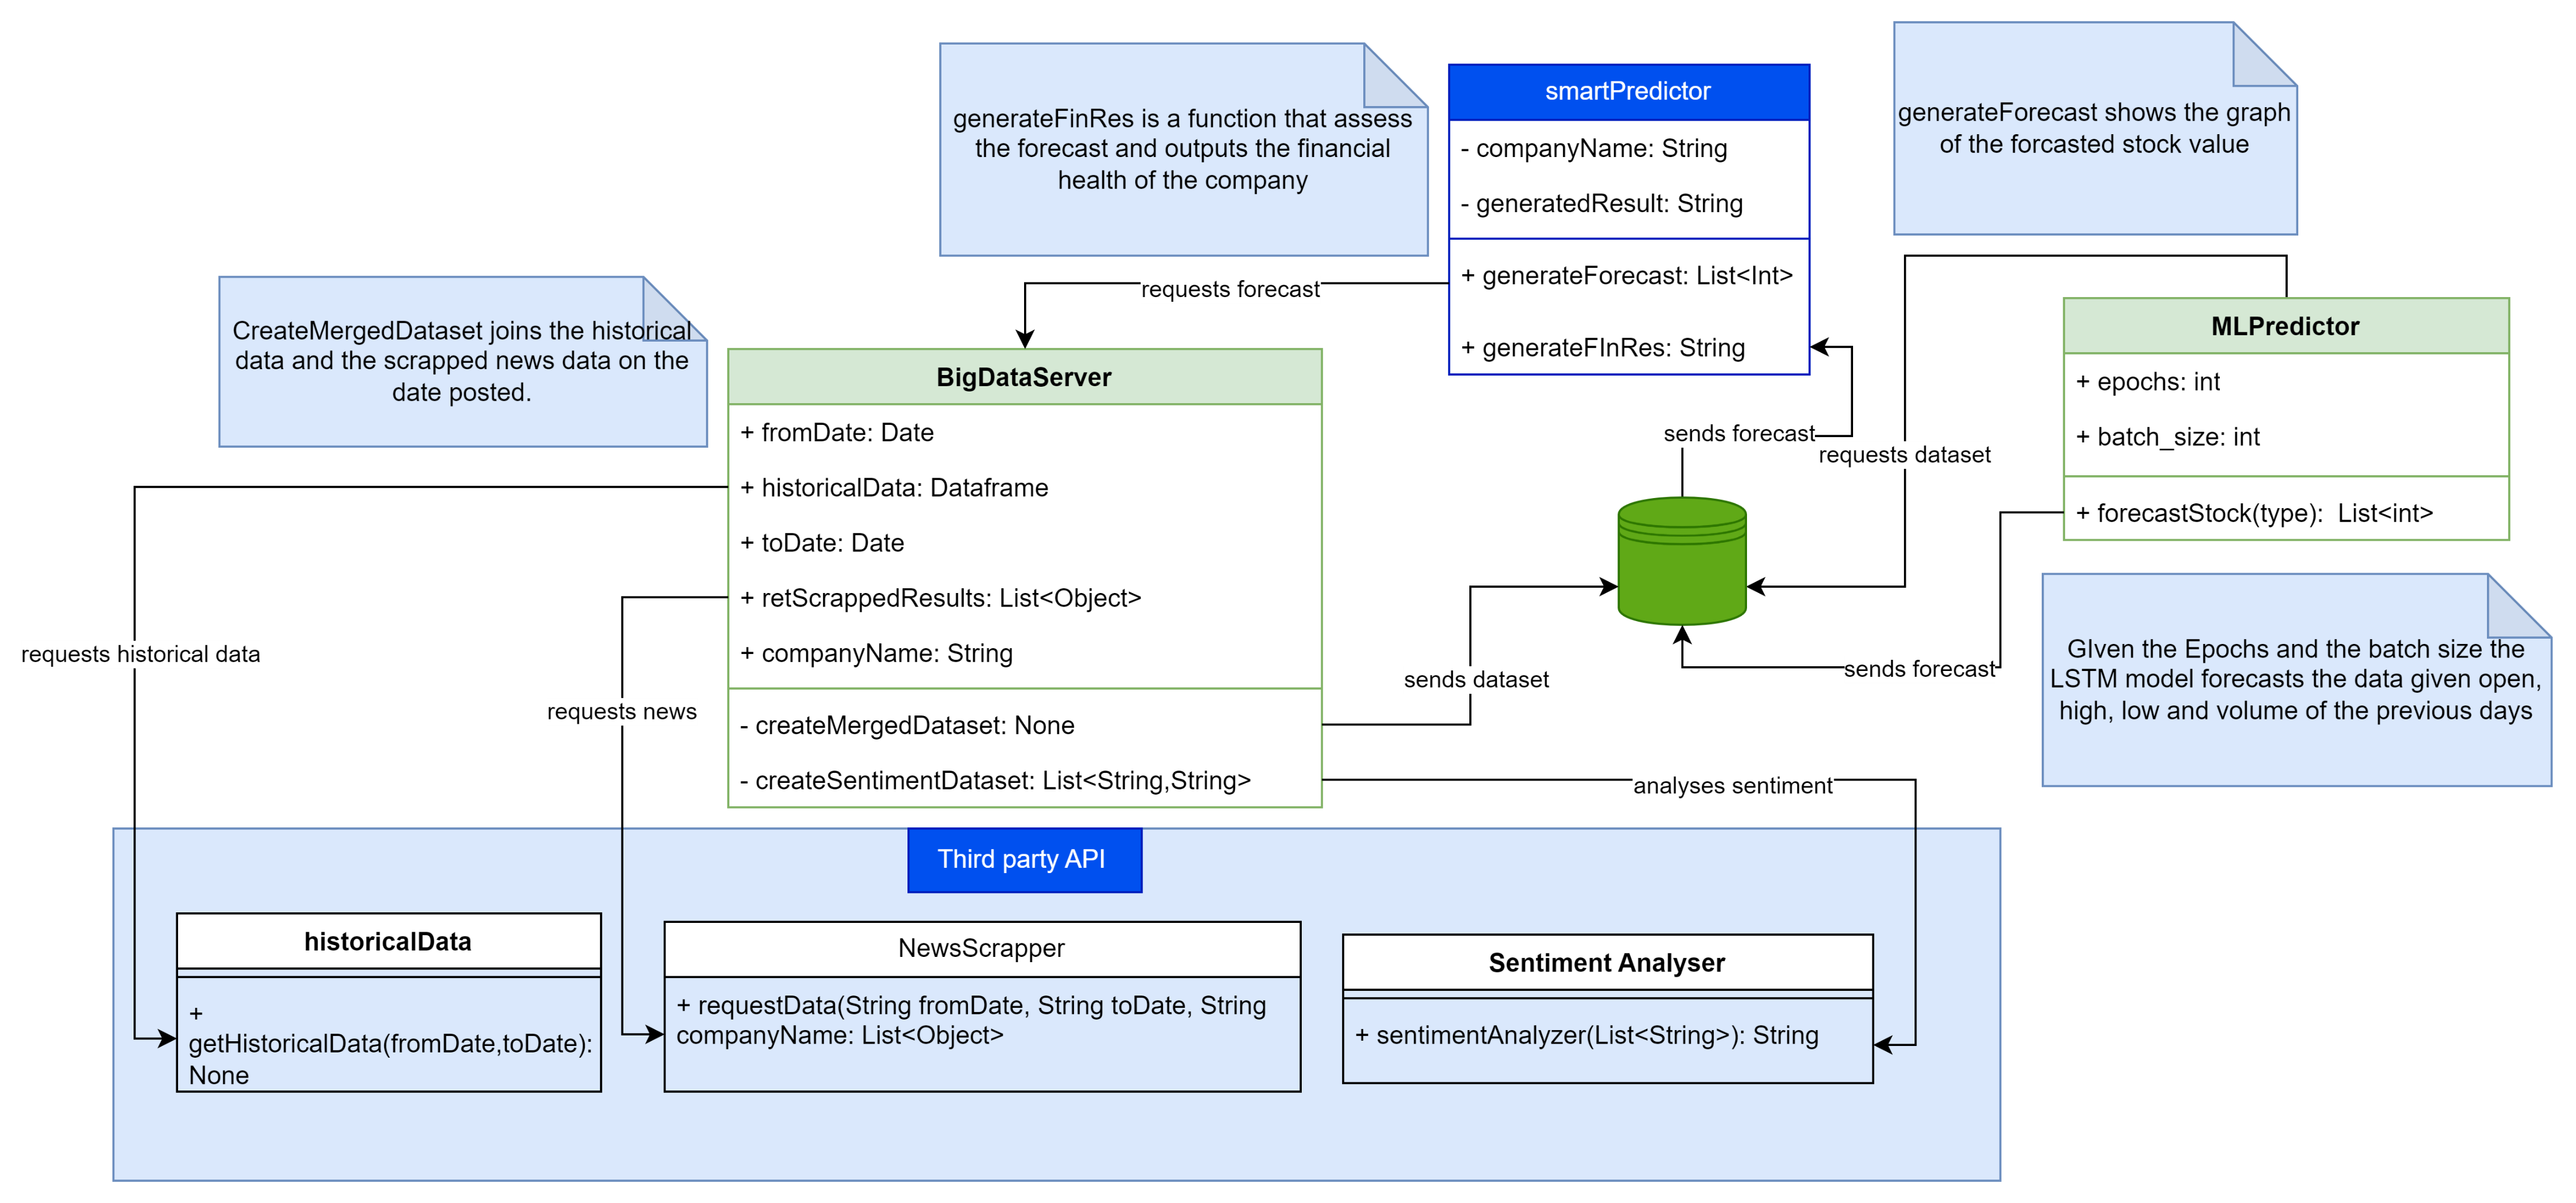 generateFinRes is a function that assess
the forecast and outputs the financial
health of the company
smartPredictor
- companyName: String
- generatedResult: String
+ generateForecast: List<Int>
+ generateFInRes: String
generateForecast shows the graph
of the forcasted stock value
CreateMergedDataset joins the historical
data and the scrapped news data on the
date posted.
requests forecast
BigDataServer
+ fromDate: Date
+ historicalData: Dataframe
+ toDate: Date
+ retScrappedResults: List<Object>
+ companyName: String
- createMergedDataset: None
- createSentimentDataset: List<String,String>
MLPredictor
+ epochs: int
+ batch_size: int
+ forecastStock(type):  List<int>
sends forecast
requests dataset
requests historical data
requests news
sends dataset
sends forecast
GIven the Epochs and the batch size the
LSTM model forecasts the data given open,
high, low and volume of the previous days
analyses sentiment
Third party API
historicalData
+
getHistoricalData(fromDate,toDate):
None
NewsScrapper
+ requestData(String fromDate, String toDate, String
companyName: List<Object>
Sentiment Analyser
+ sentimentAnalyzer(List<String>): String